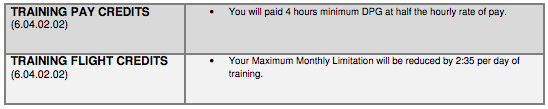 TRAINING PAY CREDITS
(6.04.02.02)
• You will paid 4 hours minimum DPG at half the hourly rate of pay.
TRAINING FLIGHT CREDITS
(6.04.02.02)
• Your Maximum Monthly Limitation will be reduced by 2:35 per day of
training.